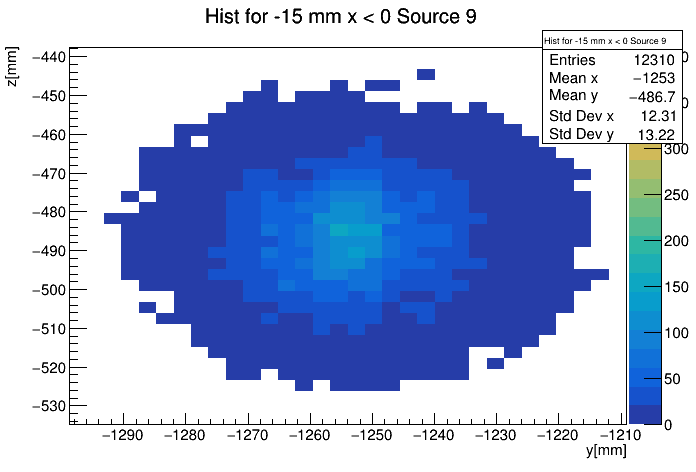 Hist for -15 mm x < 0 Source 9
z[mm]
Hist for -15 mm x < 0 Source 9
Entries 12310
Mean x −1253
Mean y −486.7
Std Dev x 12.31
Std Dev y 13.22
−440
−450
−460
−470
−480
−490
−500
−510
−520
−530
300
250
200
150
100
50
0
−1290 −1280 −1270 −1260 −1250 −1240 −1230 −1220 −1210
y[mm]